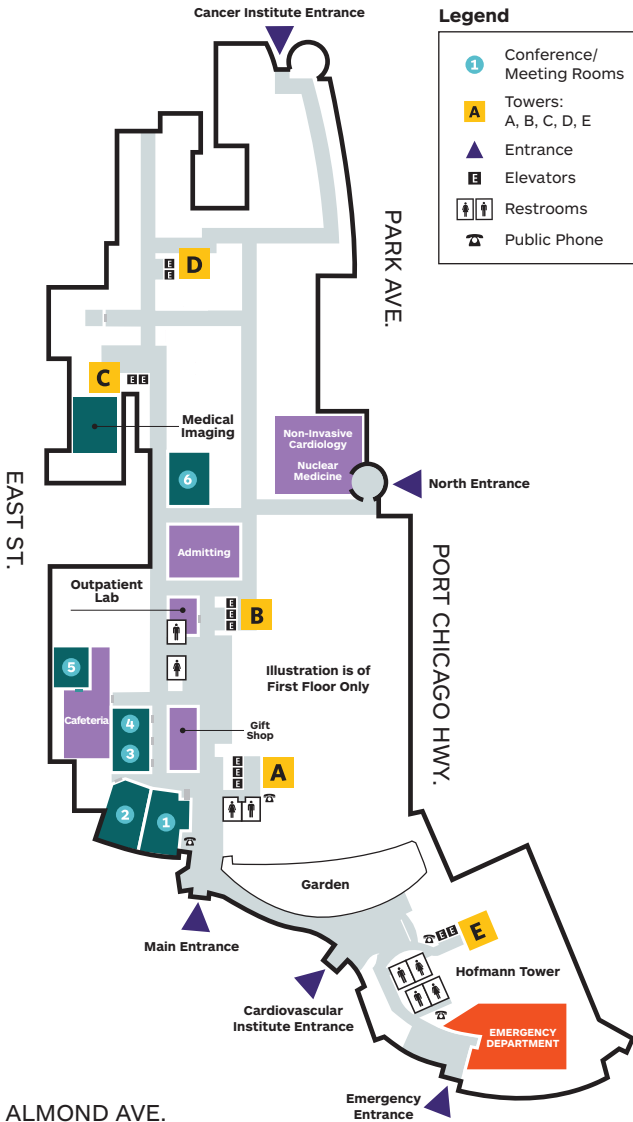 Cancer Institute Entrance
Legend
1
Conference/
Meeting Rooms
A
Towers:
A, B, C, D, E
Entrance
E
Elevators
Restrooms
Public Phone
PARK AVE.
E
E
D
C
E
E
Medical
Imaging
Non-Invasive
Cardiology
Nuclear
Medicine
6
North Entrance
EAST ST.
Admitting
PORT CHICAGO HWY.
Outpatient
Lab
E
E
E
B
5
Illustration is of
First Floor Only
Cafeteria
4
3
Gift
Shop
E
E
E
A
2
1
Garden
Main Entrance
E
E
E
Hofmann Tower
Cardiovascular
Institute Entrance
EMERGENCY
DEPARTMENT
Emergency
Entrance
ALMOND AVE.